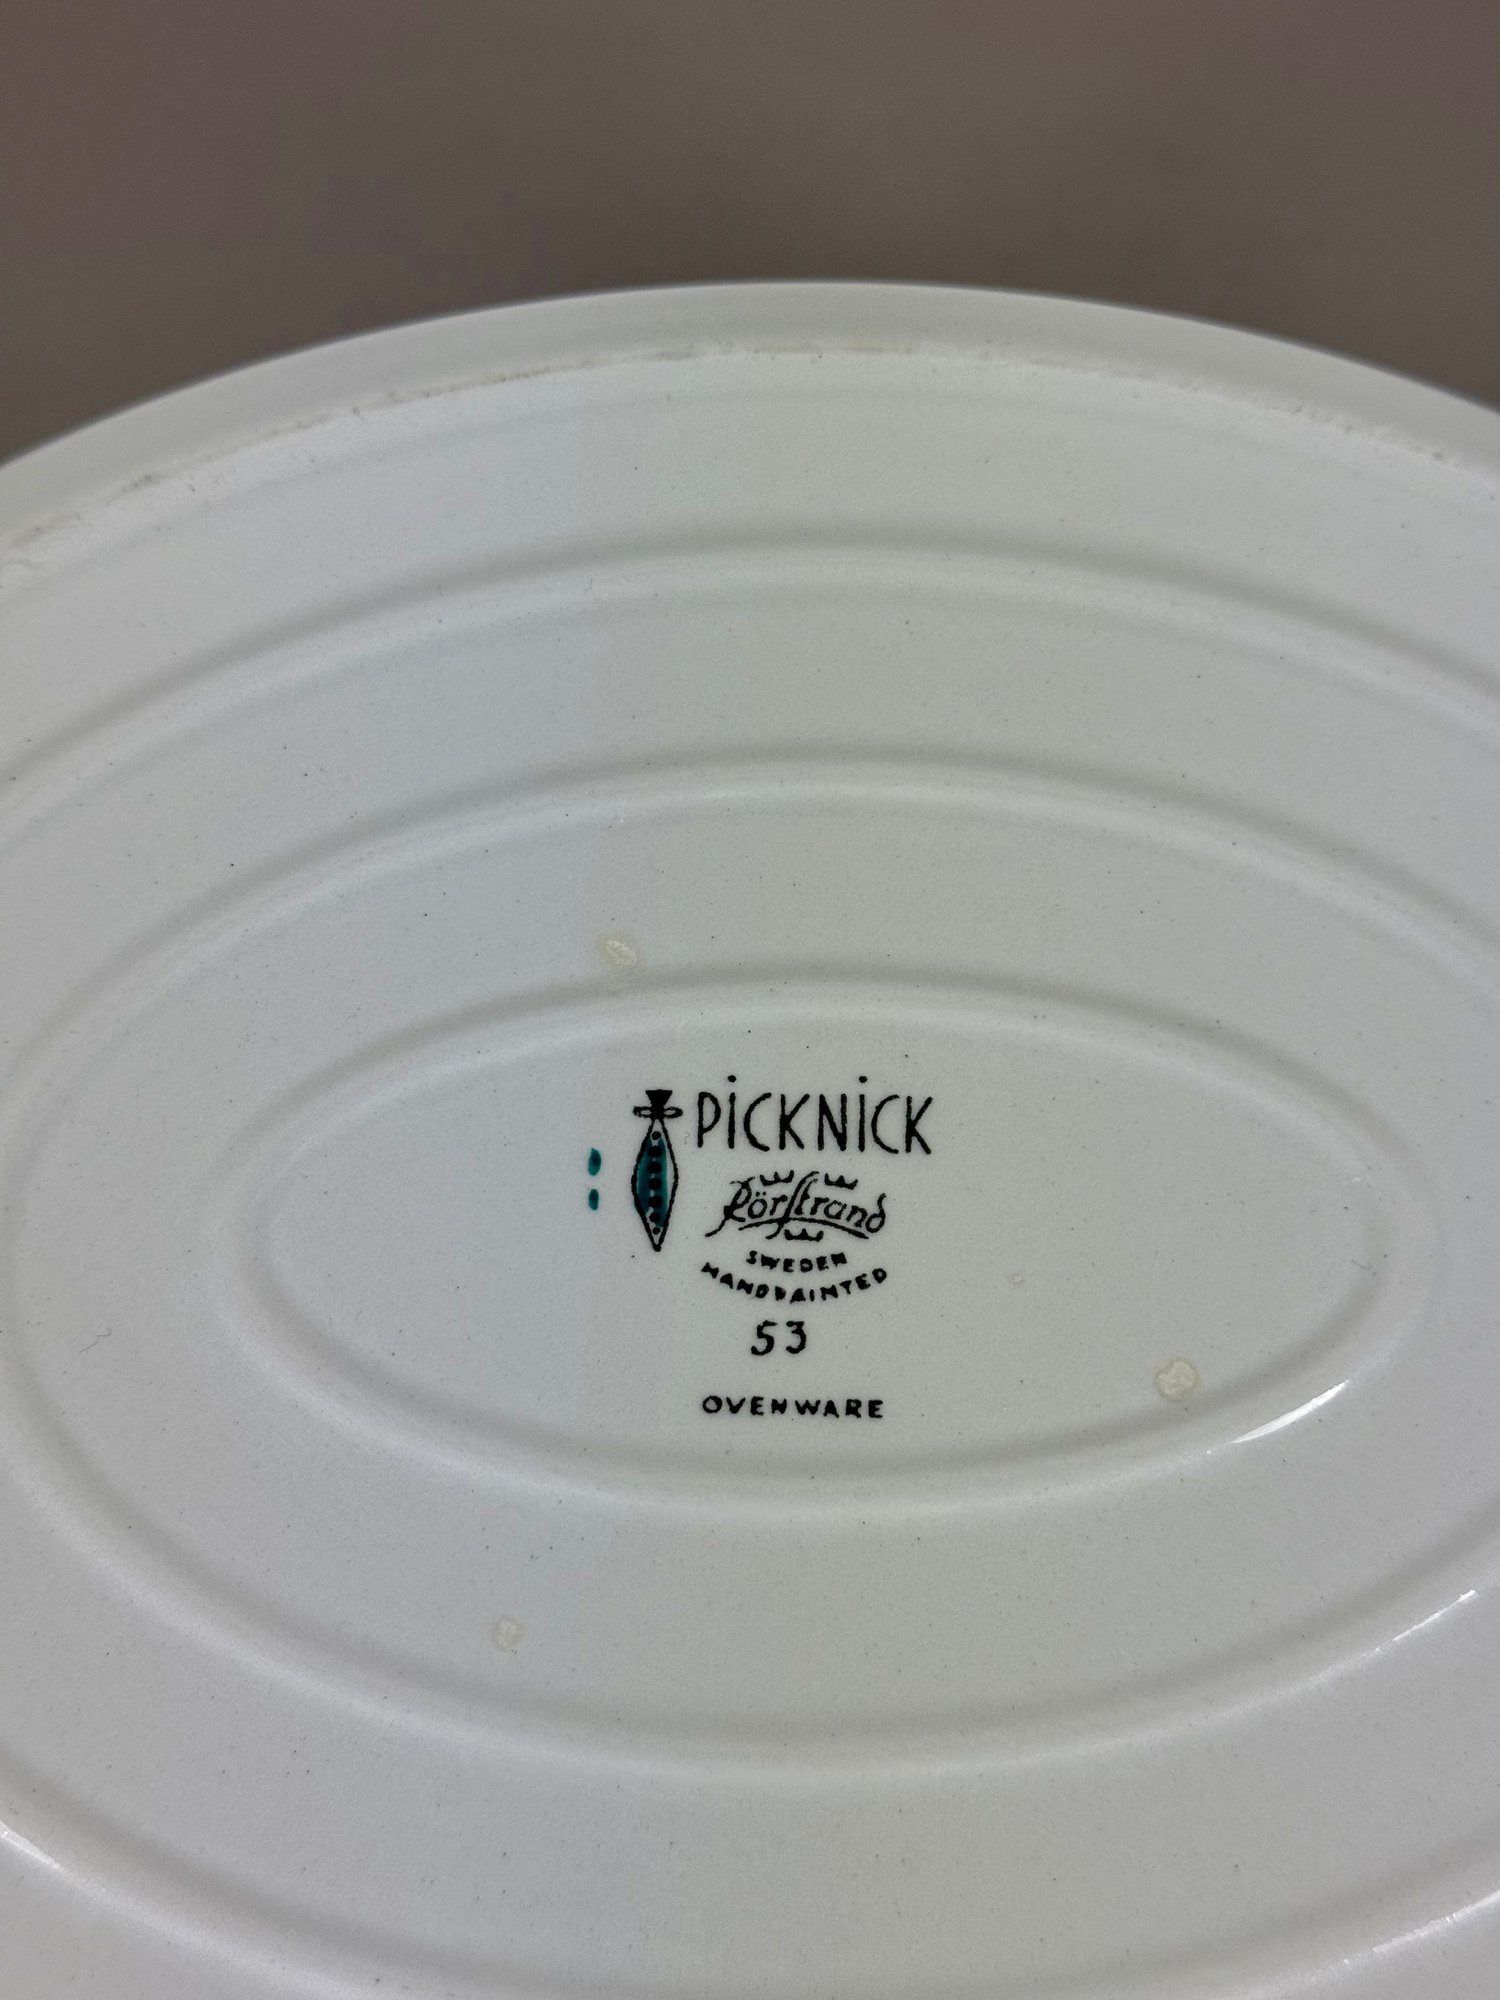 PiCKNiCK
Rörstrand
SWEDEN
HANDPAINTED
53
OVENWARE